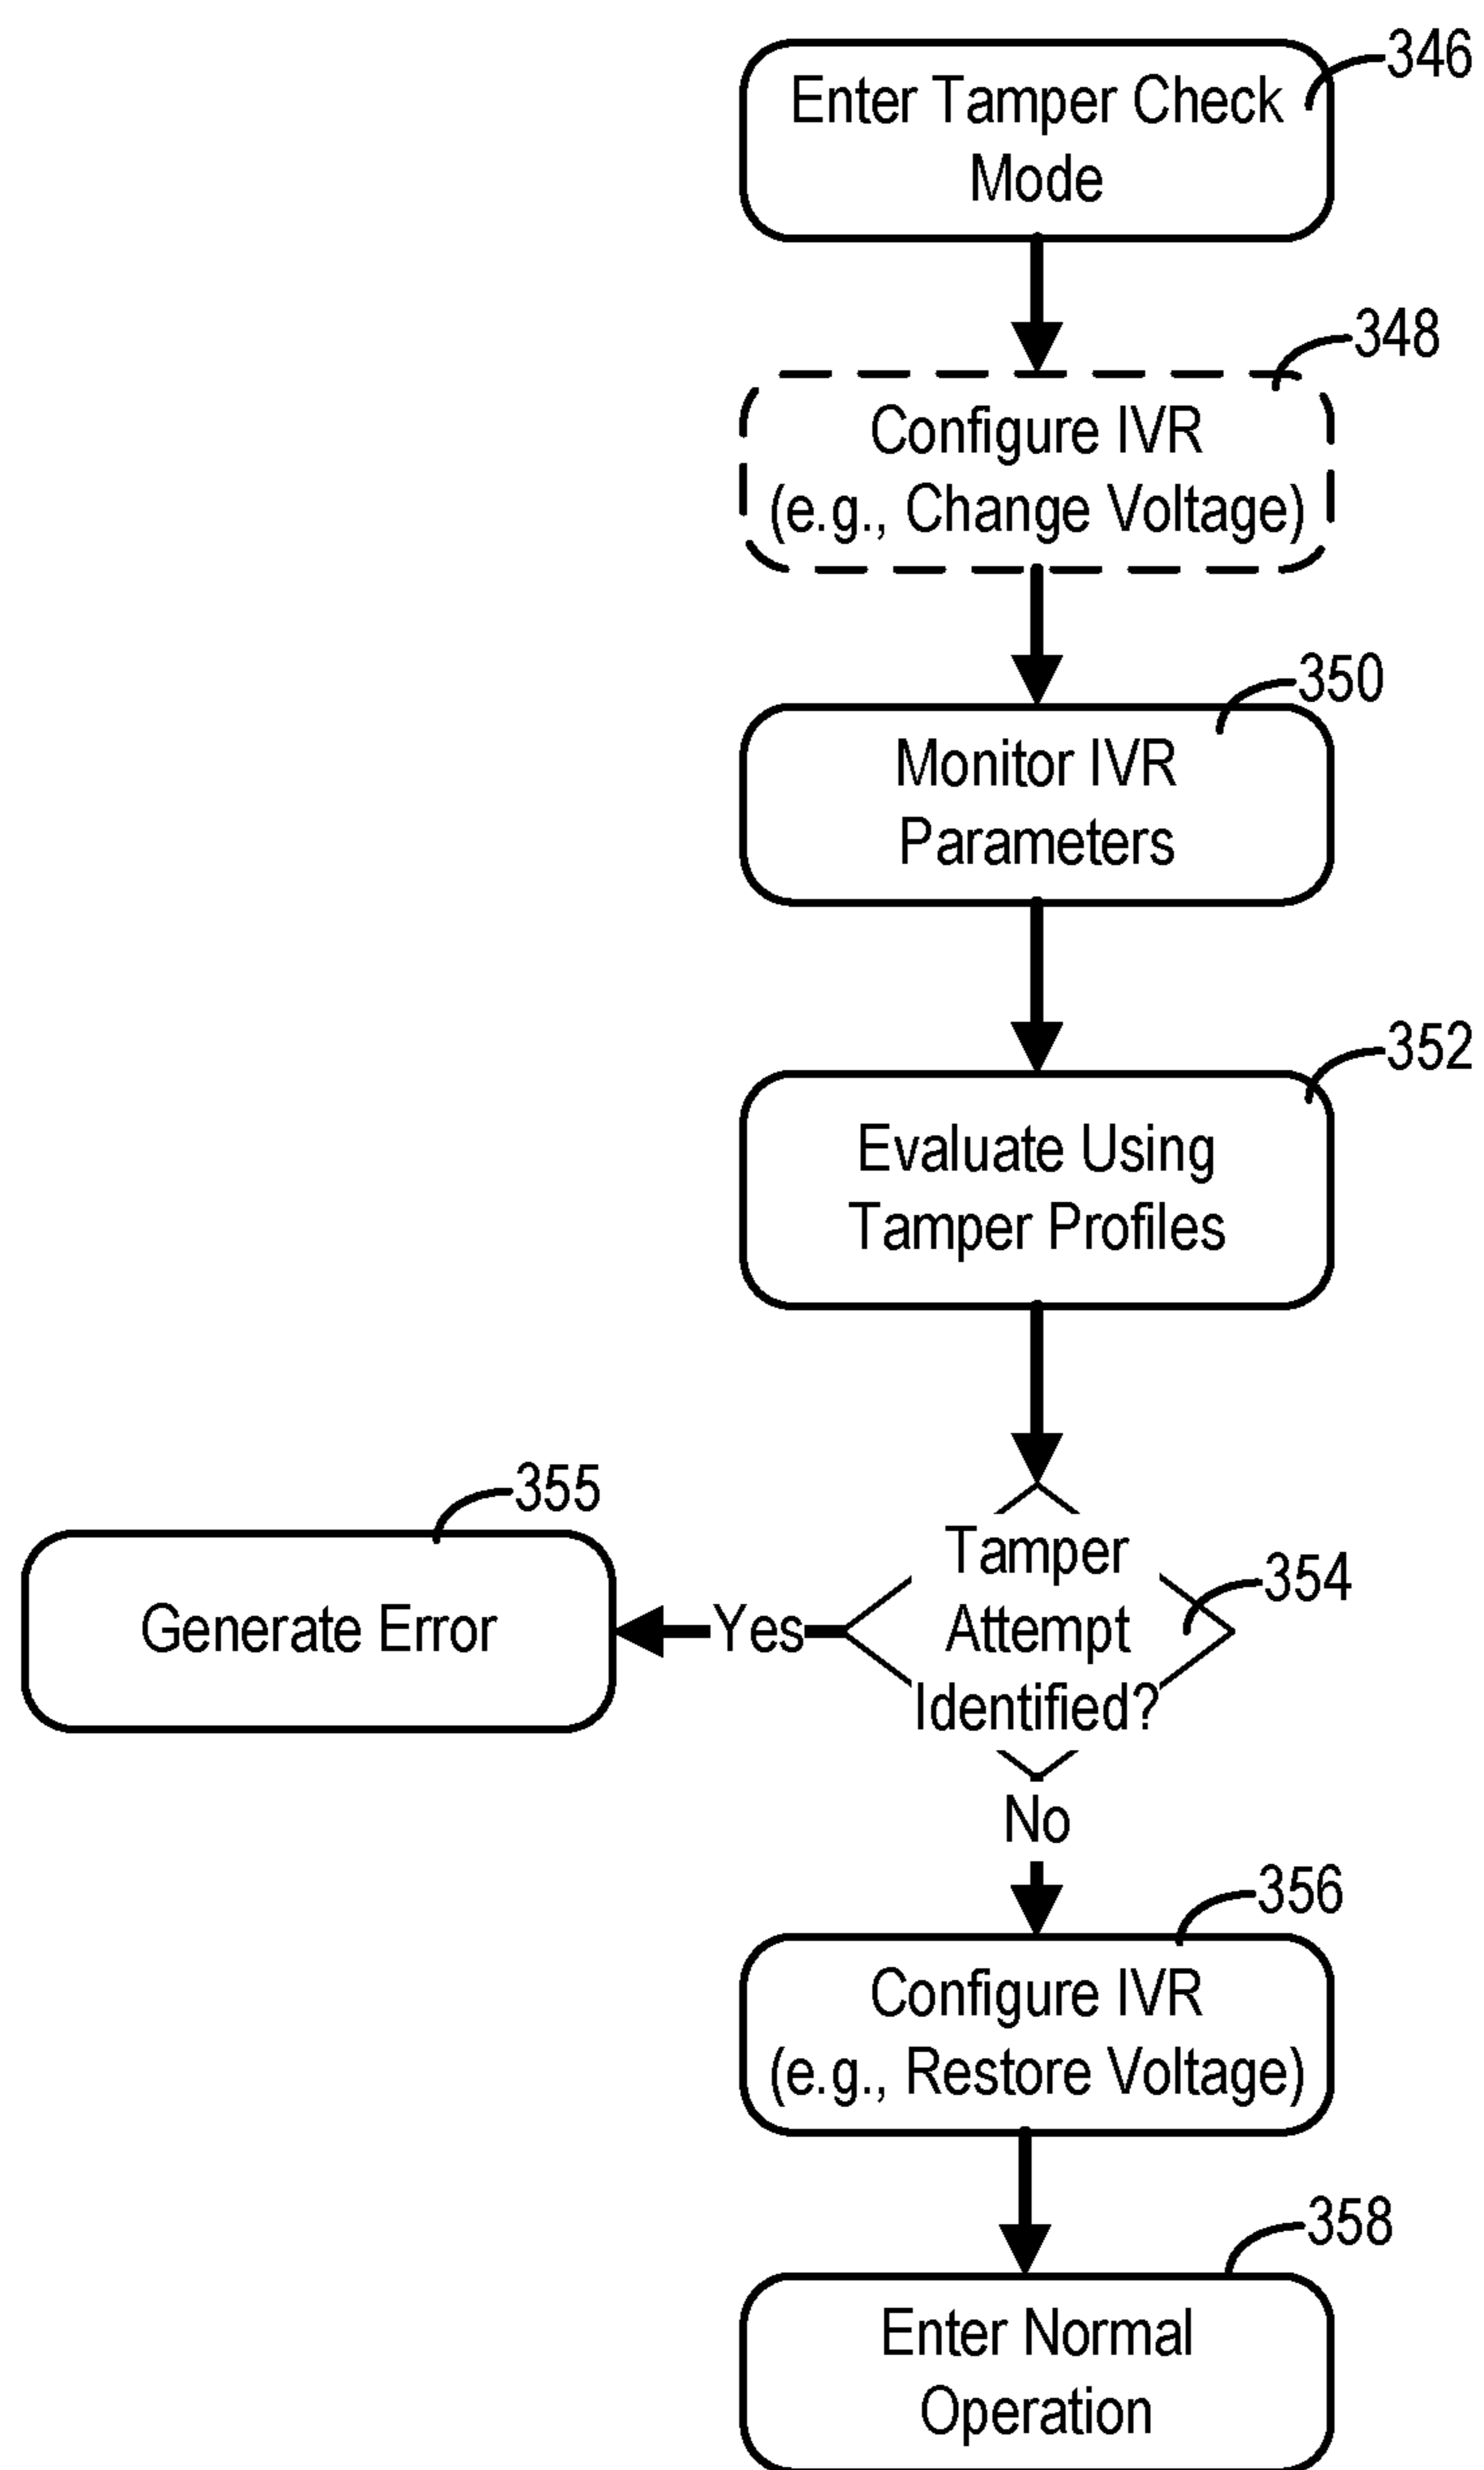 346
Enter Tamper Check
Mode
348
Configure IVR
(e.g., Change Voltage)
350
Monitor IVR
Parameters
352
Evaluate Using
Tamper Profiles
355
Generate Error
Yes
Tamper
Attempt
Identified?
354
No
356
Configure IVR
(e.g., Restore Voltage)
358
Enter Normal
Operation